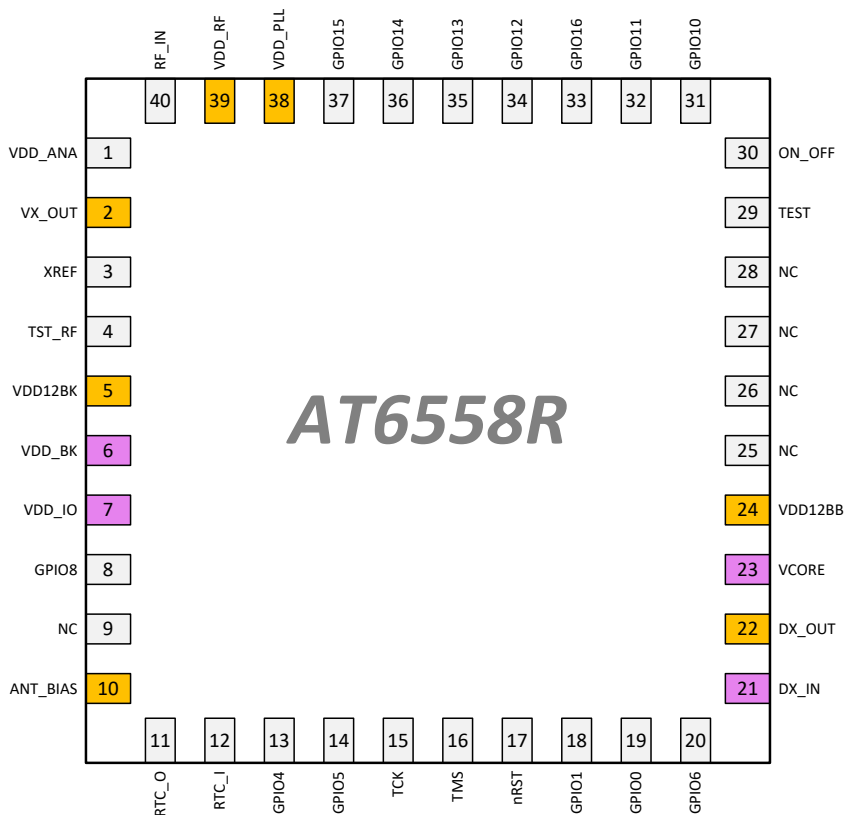 RF_IN
VDD_RF
VDD_PLL
GPIO15
GPIO14
GPIO13
GPIO12
GPIO16
GPIO11
GPIO10
40 39 38 37 36 35 34 33 32 31
VDD_ANA 1
30 ON_OFF
VX_OUT 2
29 TEST
XREF 3
28 NC
TST_RF 4
27 NC
VDD12BK 5
26 NC
AT6558R
VDD_BK 6
25 NC
VDD_IO 7
24 VDD12BB
GPIO8 8
23 VCORE
NC 9
22 DX_OUT
ANT_BIAS 10
21 DX_IN
11 12 13 14 15 16 17 18 19 20
RTC_O
RTC_I
GPIO4
GPIO5
TCK
TMS
nRST
GPIO1
GPIO0
GPIO6